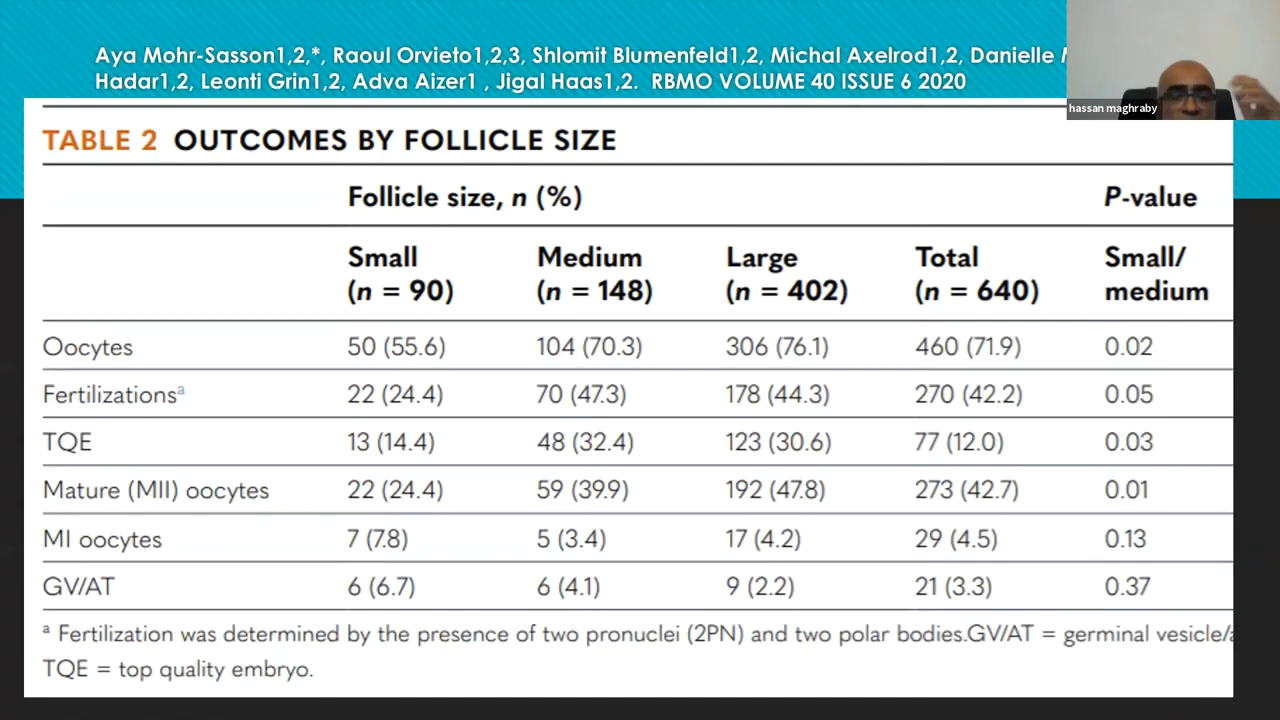 Aya Mohr-Sasson1,2,*, Raoul Orvieto1,2,3, Shlomit Blumenfeld1,2, Michal Axelrod1,2, Danielle
Hadar1,2, Leonti Grin1,2, Adva Aizer1 , Jigal Haas1,2. RBMO VOLUME 40 ISSUE 6 2020
hassan maghraby
TABLE 2 OUTCOMES BY FOLLICLE SIZE
Follicle size, n (%) P-value
Small Medium Large Total Small/
(n = 90) (n = 148) (n = 402) (n = 640) medium
Oocytes 50 (55.6) 104 (70.3) 306 (76.1) 460 (71.9) 0.02
Fertilizationsa 22 (24.4) 70 (47.3) 178 (44.3) 270 (42.2) 0.05
TQE 13 (14.4) 48 (32.4) 123 (30.6) 77 (12.0) 0.03
Mature (MII) oocytes 22 (24.4) 59 (39.9) 192 (47.8) 273 (42.7) 0.01
MI oocytes 7 (7.8) 5 (3.4) 17 (4.2) 29 (4.5) 0.13
GV/AT 6 (6.7) 6 (4.1) 9 (2.2) 21 (3.3) 0.37
a Fertilization was determined by the presence of two pronuclei (2PN) and two polar bodies.GV/AT = germinal vesicle/
TQE = top quality embryo.